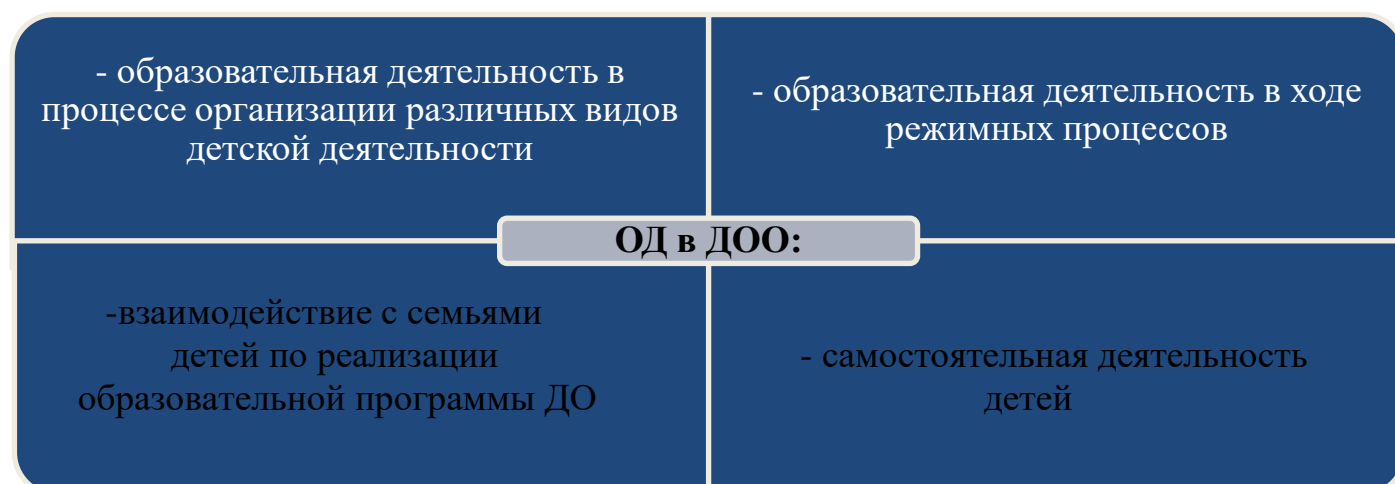 - образовательная деятельность в
процессе организации различных видов
детской деятельности
- образовательная деятельность в ходе
режимных процессов
ОД в ДОО:
-взаимодействие с семьями
детей по реализации
образовательной программы ДО
- самостоятельная деятельность
детей